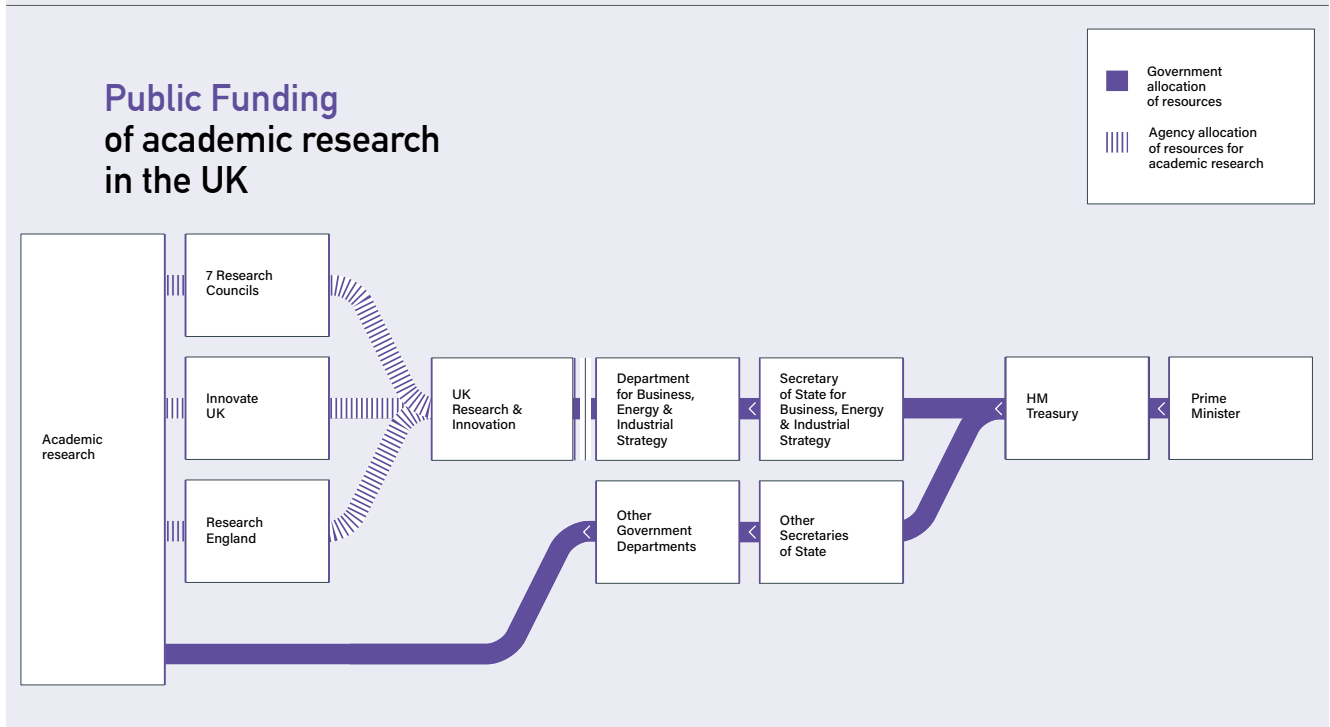 Public Funding
of academic research
in the UK
Government
allocation
of resources
Agency allocation
of resources for
academic research
Academic
research
7 Research
Councils
Innovate
UK
Research
England
UK
Research &
Innovation
Department
for Business,
Energy &
Industrial
Strategy
Secretary
of State for
Business, Energy
& Industrial
Strategy
Other
Government
Departments
Other
Secretaries
of State
HM
Treasury
Prime
Minister